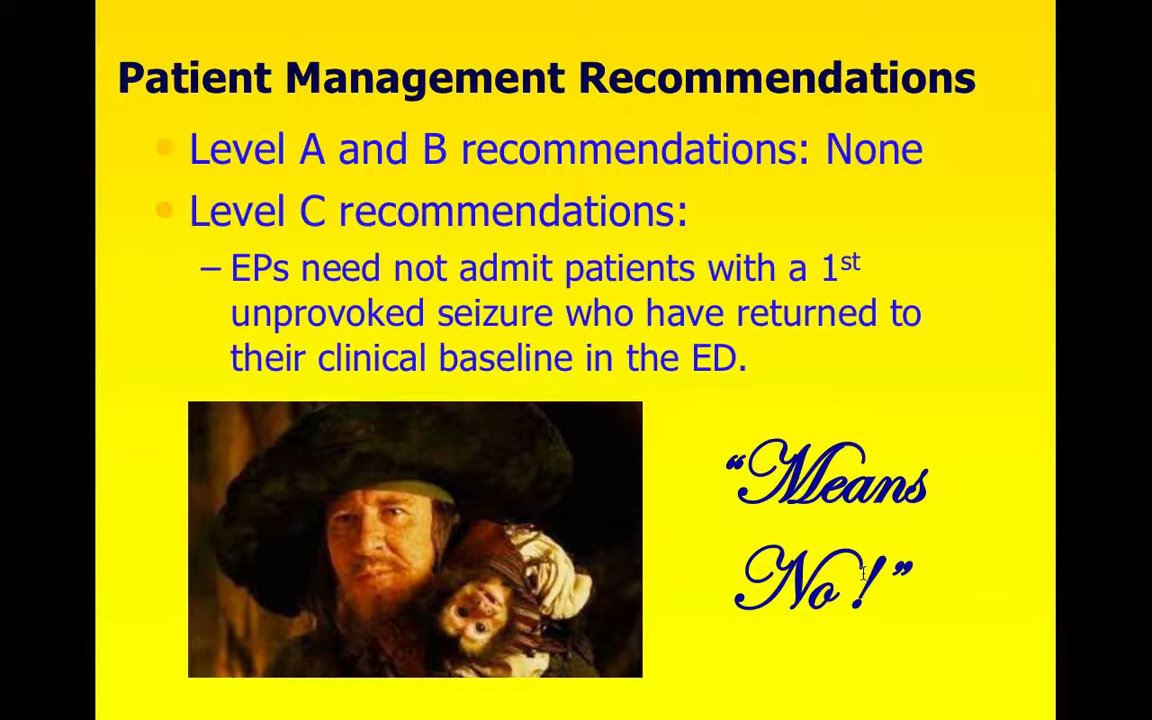 Patient Management Recommendations
Level A and B recommendations: None
Level C recommendations:
– EPs need not admit patients with a 1st
unprovoked seizure who have returned to
their clinical baseline in the ED.
“Means
No!”